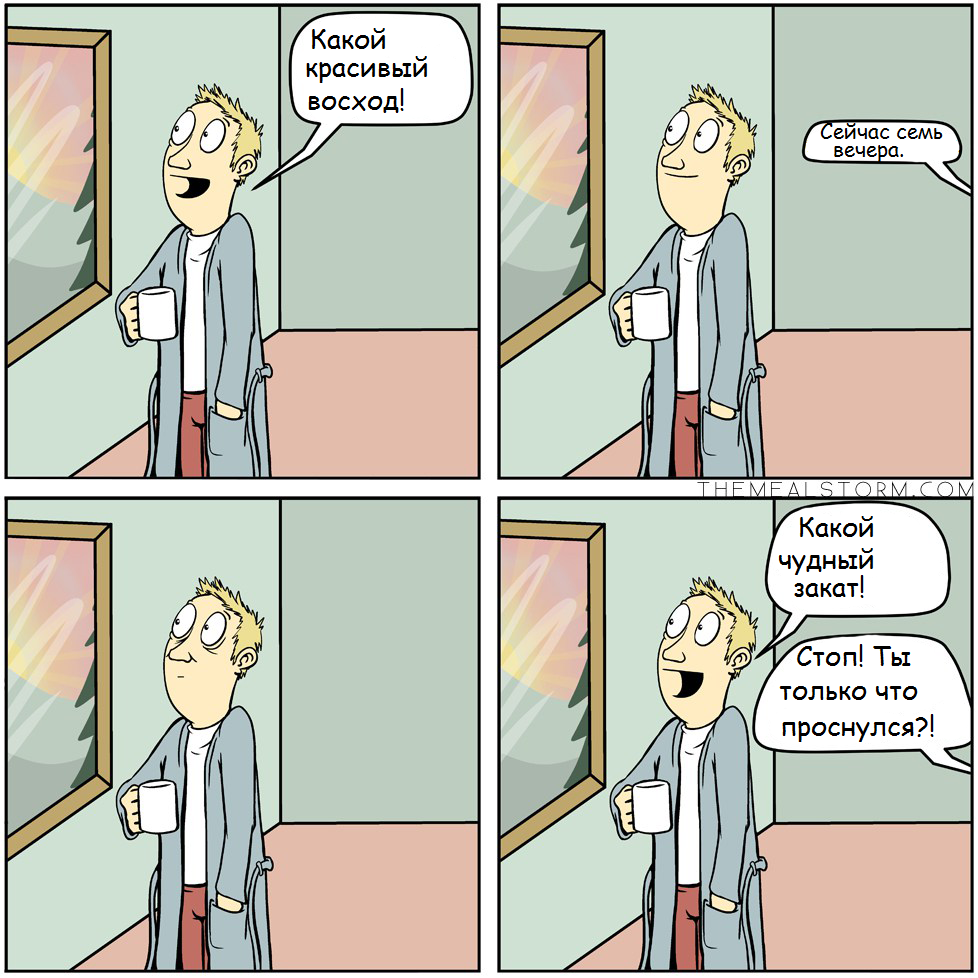 Какой
красивый
восход!
Сейчас семь
вечера.
THEMEALSTORM.COM
Какой
чудный
закат!
Стоп! Ты
только что
проснулся?!